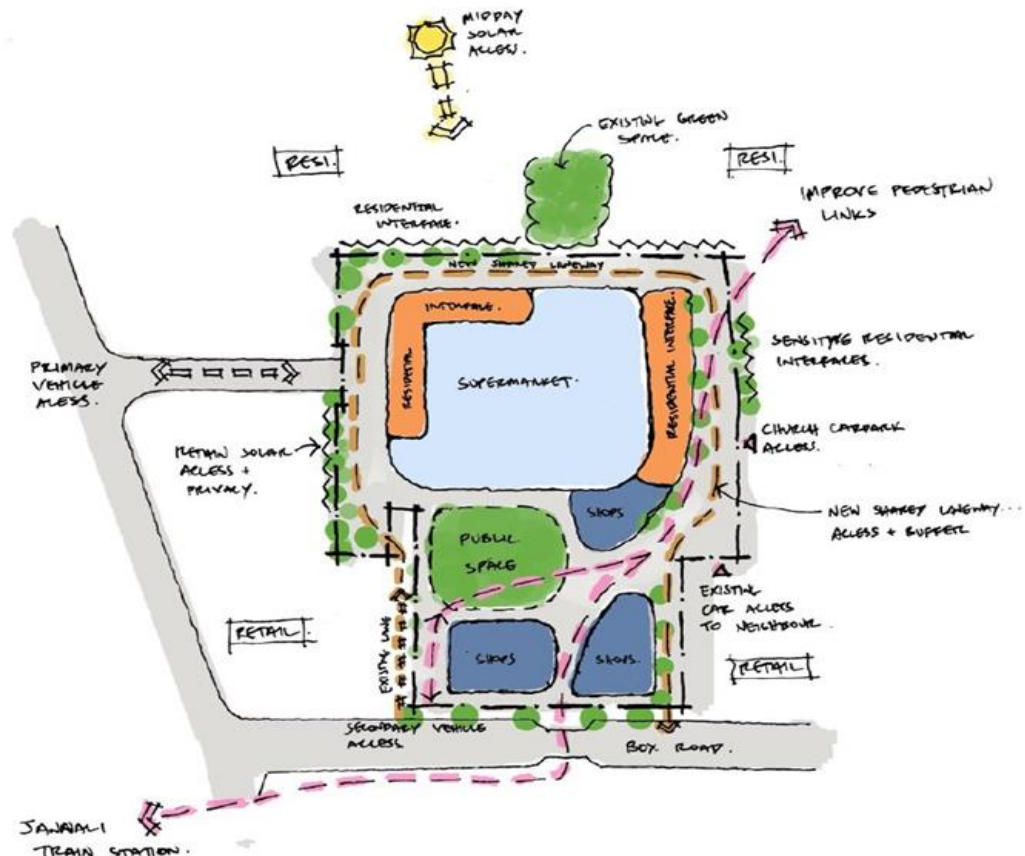 MIDDAY
SOLAR
ACCESS.
EXISTING GREEN
SPACE.
RESI.
RESI.
IMPROVE PEDESTRIAN
LINKS
RESIDENTIAL
INTERFACE.
NEW SHARED LANEWAY
INTERFACE.
RESIDENTIAL
SUPERMARKET.
RESIDENTIAL INTERFACE.
SENSITIVE RESIDENTIAL
INTERFACES.
PRIMARY
VEHICLE
ACCESS.
CHURCH CARPARK
ACCESS.
RETAIN SOLAR
ACCESS +
PRIVACY.
NEW SHARED LANEWAY...
ACCESS + BUFFER
SHOPS
PUBLIC
SPACE
EXISTING
CAR ACCESS
TO NEIGHBOUR.
RETAIL.
EXISTING LANE
SHOPS
SHOPS.
RETAIL
SECONDARY VEHICLE
ACCESS
BOX ROAD.
JANNALI
TRAIN STATION.